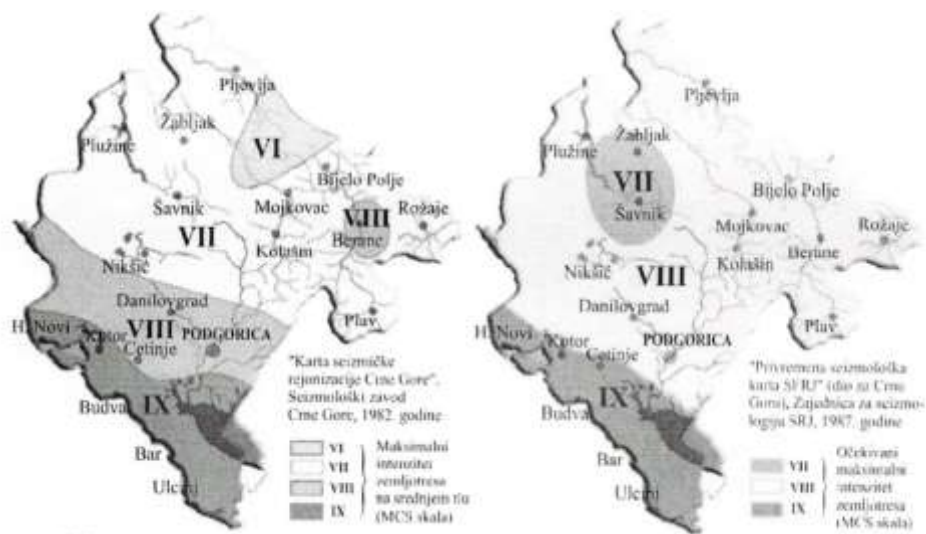 Pljevlja
Žabljak
Plužine
VI
Bijelo Polje
Šavnik
Mojkovac
VIII
Rožaje
VII
Berane
Kolašin
Nikšić
Danilovgrad
Plav
H.Novi
VIII
PODGORICA
Kotor
Cetinje
IX
Budva
Bar
Ulcinj
"Karta seizmičke
rejonizacije Crne Gore".
Seizmološki zavod
Crne Gore, 1982. godine
VI
VII
VIII
IX
Maksimalni
intenzitet
zemljotresa
na srednjem tlu
(MCS skala)
Pljevlja
Žabljak
Plužine
VII
Bijelo Polje
Šavnik
Mojkovac
Rožaje
Berane
Kolašin
Nikšić
VIII
Danilovgrad
Plav
H.Novi
PODGORICA
Kotor
Cetinje
IX
Budva
Bar
Ulcinj
"Privremena seizmološka
karta SFRJ" (dio za Crnu
Goru), Zajednica za seizmo-
logiju SRJ, 1987. godine
VII
VIII
IX
Očekivani
maksimalni
intenzitet
zemljotresa
(MCS skala)